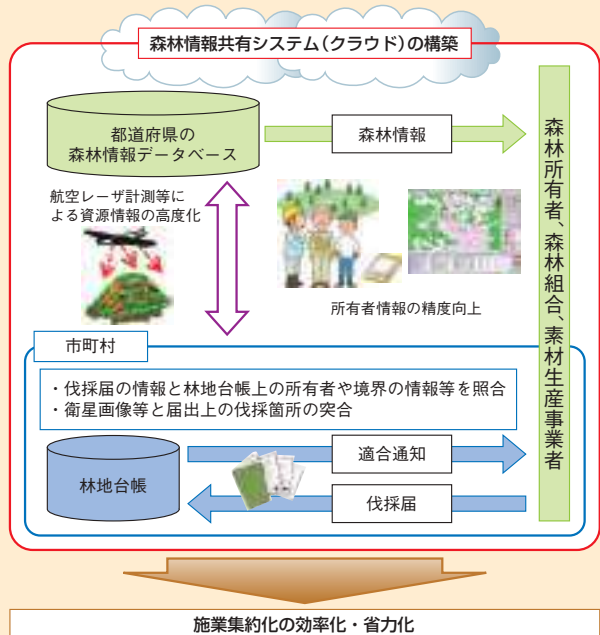 森林情報共有システム(クラウド)の構築
都道府県の
森林情報データベース
森林情報
航空レーザ計測等に
よる資源情報の高度化
所有者情報の精度向上
森林所有者、森林組合、素材生産事業者
市町村
・伐採届の情報と林地台帳上の所有者や境界の情報等を照合
・衛星画像等と届出上の伐採箇所の突合
林地台帳
適合通知
伐採届
施業集約化の効率化・省力化